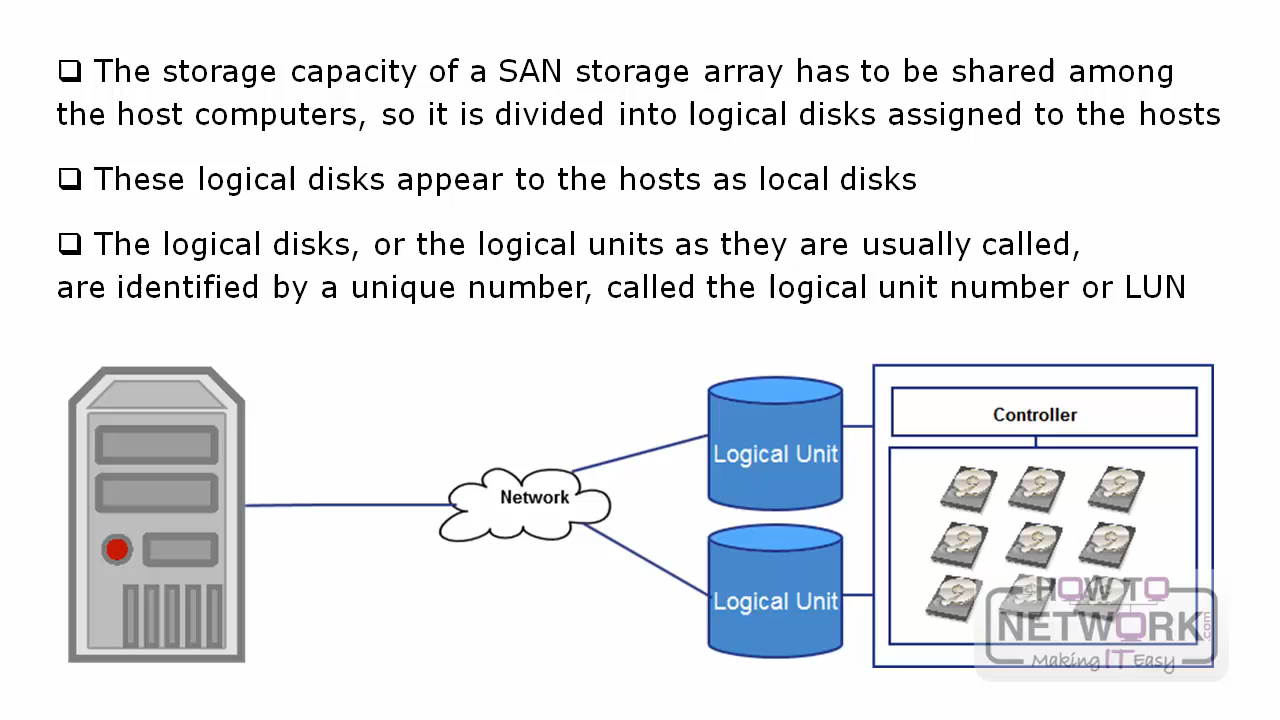 ❑ The storage capacity of a SAN storage array has to be shared among
the host computers, so it is divided into logical disks assigned to the hosts
❑ These logical disks appear to the hosts as local disks
❑ The logical disks, or the logical units as they are usually called,
are identified by a unique number, called the logical unit number or LUN
Controller
Logical Unit
Network
Logical Unit
HOW TO
NETWORK.com
Making IT Easy